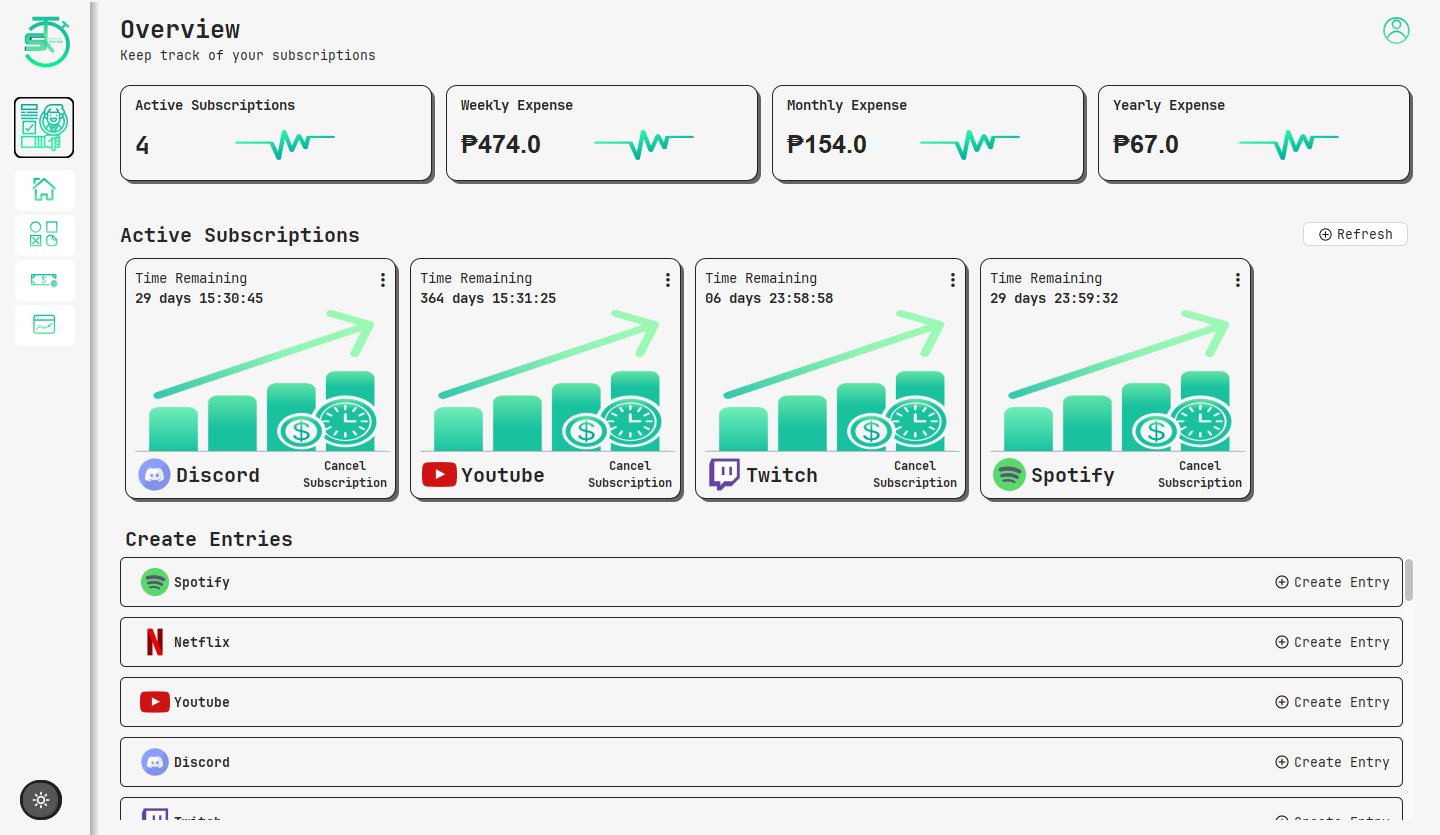 Overview
Keep track of your subscriptions
Active Subscriptions
4
Weekly Expense
₱474.0
Monthly Expense
₱154.0
Yearly Expense
₱67.0
Active Subscriptions
Refresh
Time Remaining
29 days 15:30:45
Discord
Cancel
Subscription
Time Remaining
364 days 15:31:25
Youtube
Cancel
Subscription
Time Remaining
06 days 23:58:58
Twitch
Cancel
Subscription
Time Remaining
29 days 23:59:32
Spotify
Cancel
Subscription
Create Entries
Spotify
Create Entry
Netflix
Create Entry
Youtube
Create Entry
Discord
Create Entry
Twitch
Create Entry